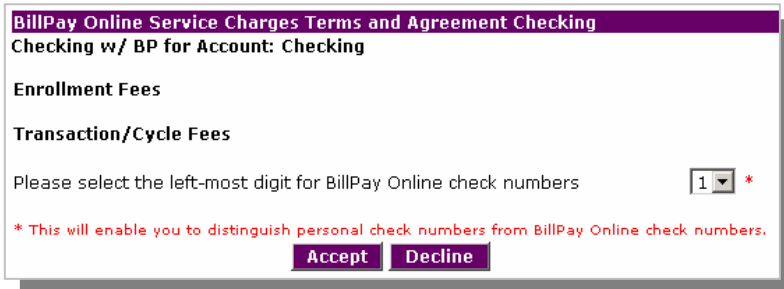 BillPay Online Service Charges Terms and Agreement Checking
Checking w/ BP for Account: Checking
Enrollment Fees
Transaction/Cycle Fees
Please select the left-most digit for BillPay Online check numbers 1 *
* This will enable you to distinguish personal check numbers from BillPay Online check numbers.
Accept Decline